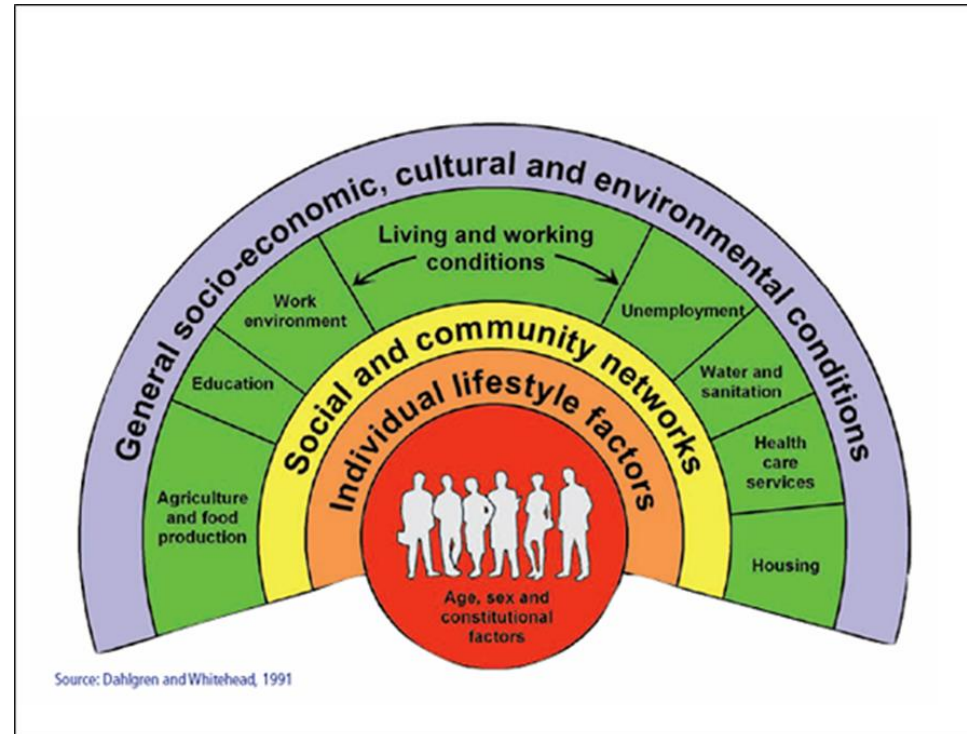 General socio-economic, cultural and environmental conditions
Living and working
conditions
Work
environment
Unemployment
Education
Water and
sanitation
Agriculture
and food
production
Health
care
services
Housing
Social and community networks
Individual lifestyle factors
Age, sex and
constitutional
factors
Source: Dahlgren and Whitehead, 1991